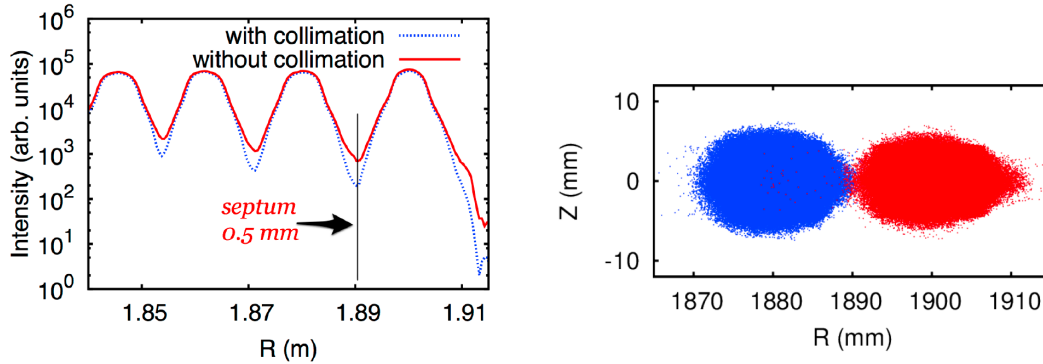 10^6
10^5
10^4
10^3
10^2
10^1
10^0
Intensity (arb. units)
with collimation
without collimation
septum
0.5 mm
1.85
1.87
1.89
1.91
R (m)
10
0
-10
Z (mm)
1870
1880
1890
1900
1910
R (mm)